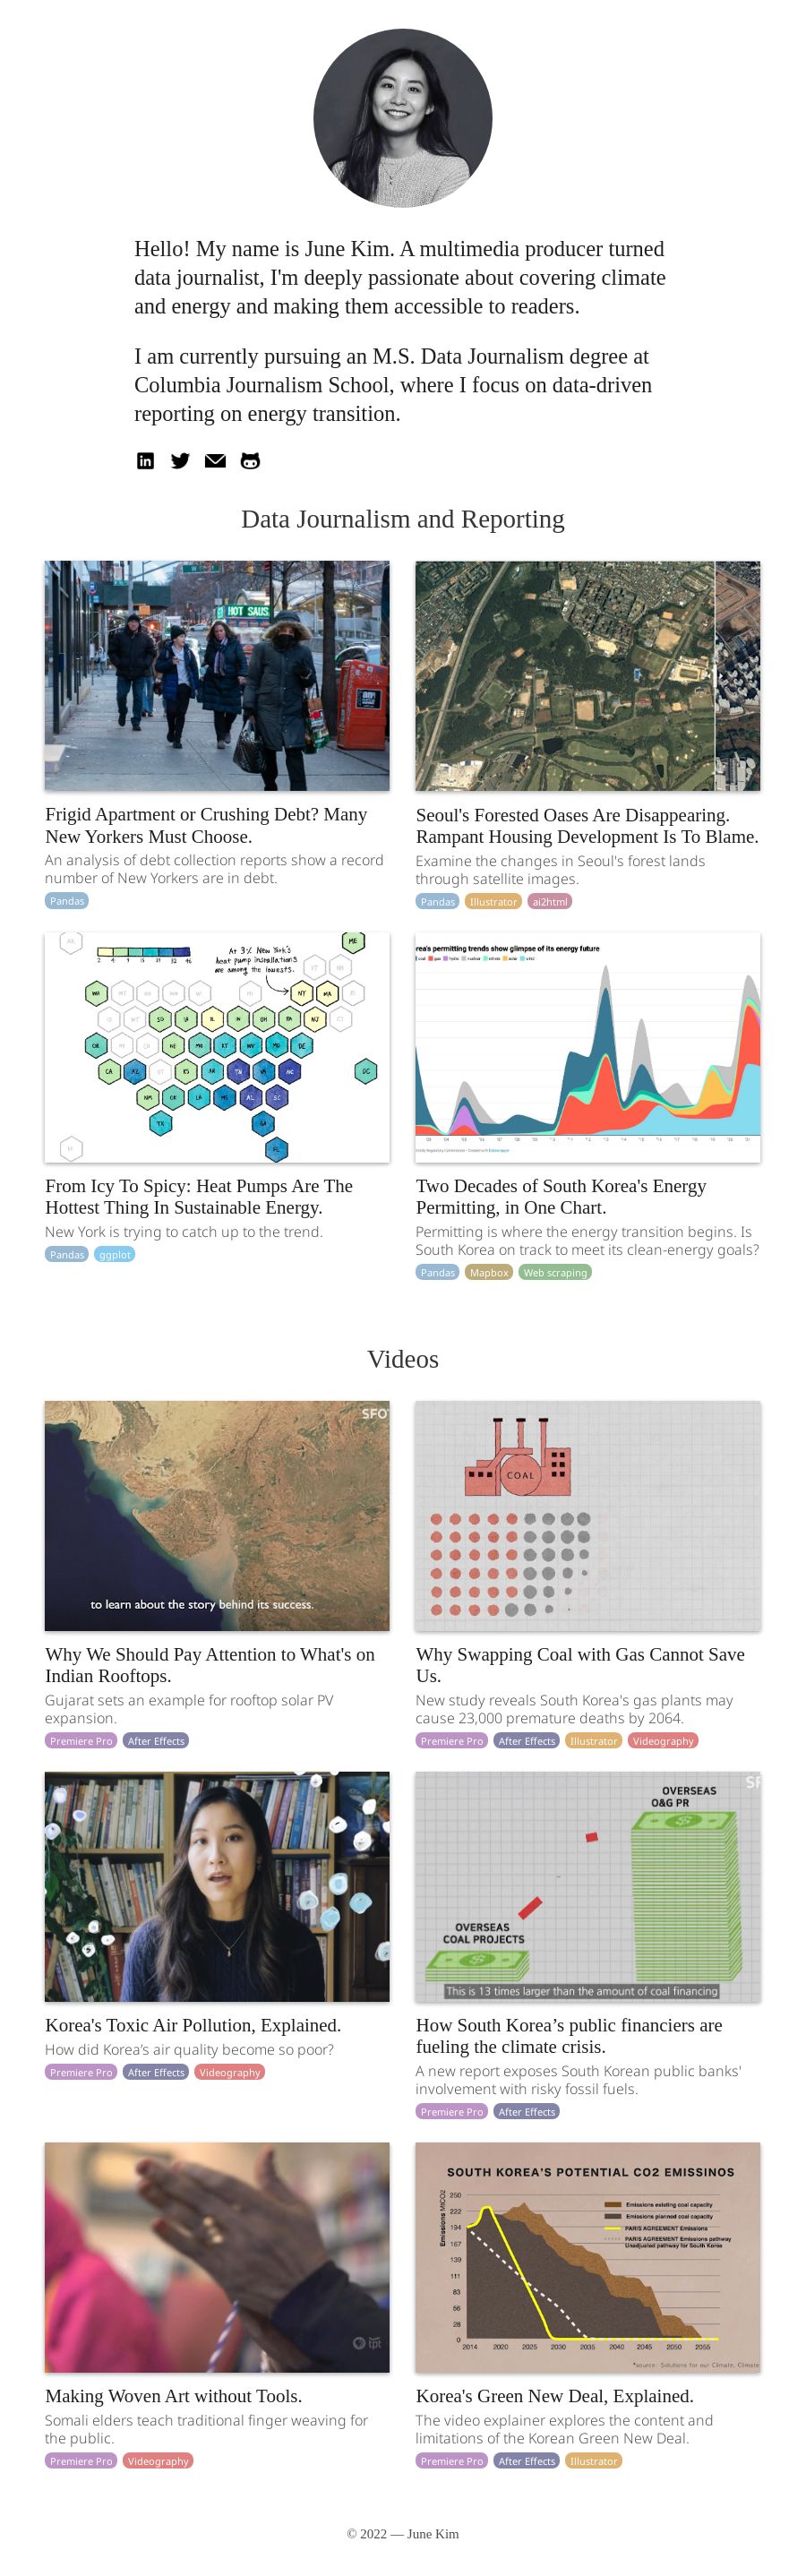 Hello! My name is June Kim. A multimedia producer turned
data journalist, I'm deeply passionate about covering climate
and energy and making them accessible to readers.
I am currently pursuing an M.S. Data Journalism degree at
Columbia Journalism School, where I focus on data-driven
reporting on energy transition.
Data Journalism and Reporting
HOT SAUS
Frigid Apartment or Crushing Debt? Many
New Yorkers Must Choose.
An analysis of debt collection reports show a record
number of New Yorkers are in debt.
Pandas
Seoul's Forested Oases Are Disappearing.
Rampant Housing Development Is To Blame.
Examine the changes in Seoul's forest lands
through satellite images.
Pandas Illustrator ai2html
At 3% New York's
heat pump installations
are among the lowest.
ME
NY
From Icy To Spicy: Heat Pumps Are The
Hottest Thing In Sustainable Energy.
New York is trying to catch up to the trend.
Pandas ggplot
rea's permitting trends show glimpse of its energy future
Two Decades of South Korea's Energy
Permitting, in One Chart.
Permitting is where the energy transition begins. Is
South Korea on track to meet its clean-energy goals?
Pandas Mapbox Web scraping
Videos
SFO
to learn about the story behind its success.
Why We Should Pay Attention to What's on
Indian Rooftops.
Gujarat sets an example for rooftop solar PV
expansion.
Premiere Pro After Effects
COAL
Why Swapping Coal with Gas Cannot Save
Us.
New study reveals South Korea's gas plants may
cause 23,000 premature deaths by 2064.
Premiere Pro After Effects Illustrator Videography
Korea's Toxic Air Pollution, Explained.
How did Korea's air quality become so poor?
Premiere Pro After Effects Videography
OVERSEAS
O&G PR
OVERSEAS
COAL PROJECTS
This is 13 times larger than the amount of coal financing
How South Korea’s public financiers are
fueling the climate crisis.
A new report exposes South Korean public banks'
involvement with risky fossil fuels.
Premiere Pro After Effects
tpt
Making Woven Art without Tools.
Somali elders teach traditional finger weaving for
the public.
Premiere Pro Videography
SOUTH KOREA'S POTENTIAL CO2 EMISSINOS
Emissions MtCO2
250
222
194
167
139
111
83
56
28
0
2014 2020 2025 2030 2035 2040 2045 2050 2055
Emissions existing coal capacity
Emissions planned coal capacity
PARIS AGREEMENT Emissions
PARIS AGREEMENT Emissions pathway
Unadjusted pathway for South Korea
*source: Solutions for our Climate, Climate
Korea's Green New Deal, Explained.
The video explainer explores the content and
limitations of the Korean Green New Deal.
Premiere Pro After Effects Illustrator
© 2022 — June Kim